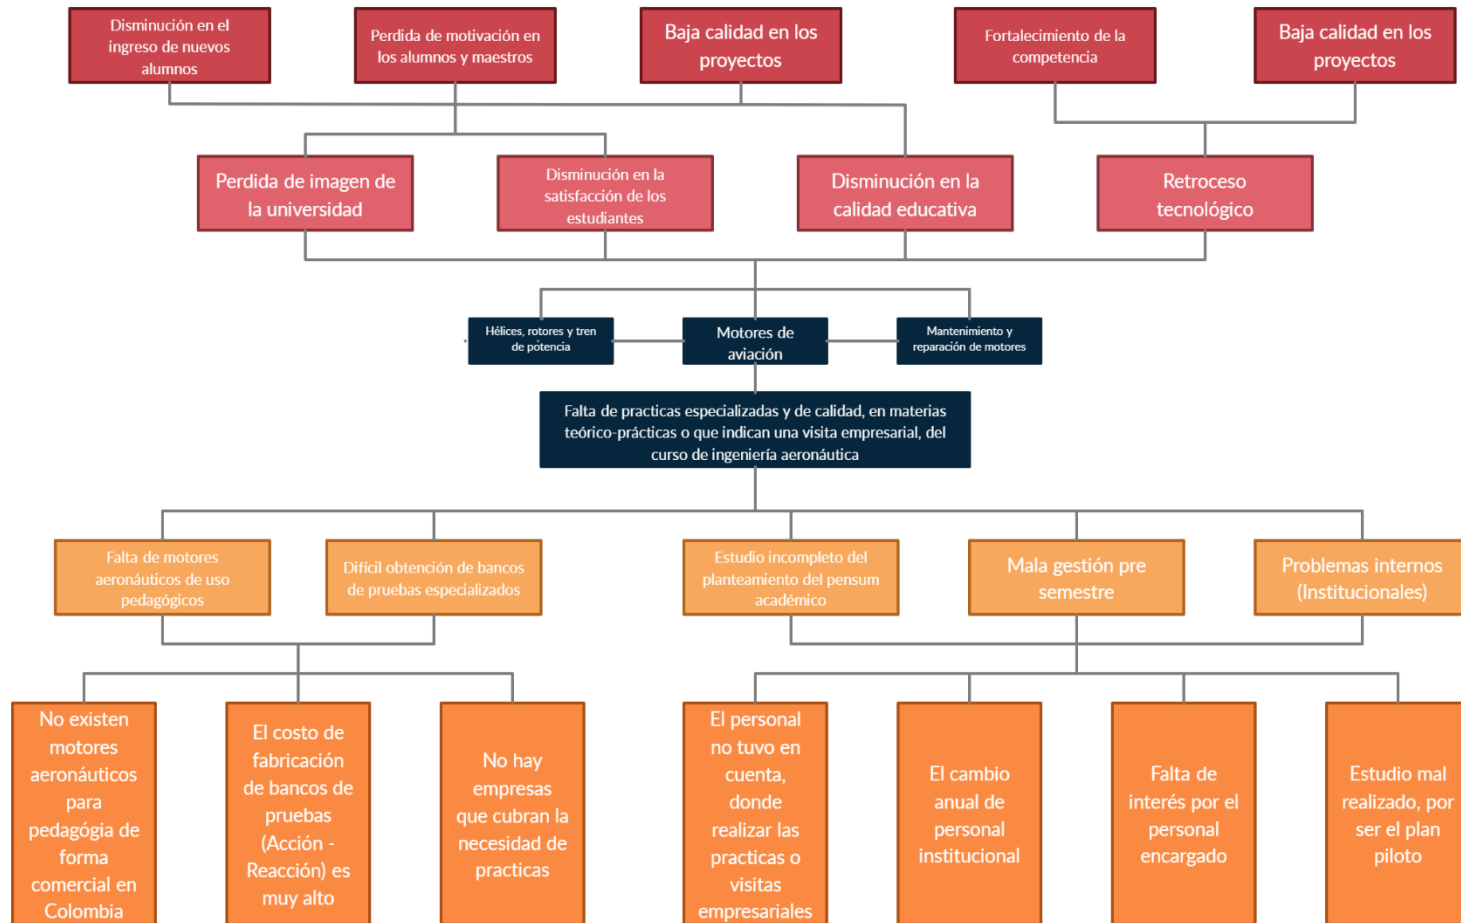 Disminución en el
ingreso de nuevos
alumnos
Perdida de motivación en
los alumnos y maestros
Baja calidad en los
proyectos
Fortalecimiento de la
competencia
Baja calidad en los
proyectos
Perdida de imagen de
la universidad
Disminución en la
satisfacción de los
estudiantes
Disminución en la
calidad educativa
Retroceso
tecnológico
Hélices, rotores y tren
de potencia
Motores de
aviación
Mantenimiento y
reparación de motores
Falta de practicas especializadas y de calidad, en materias
teórico-prácticas o que indican una visita empresarial, del
curso de ingeniería aeronáutica
Falta de motores
aeronáuticos de uso
pedagógicos
Difícil obtención de bancos
de pruebas especializados
Estudio incompleto del
planteamiento del pensum
académico
Mala gestión pre
semestre
Problemas internos
(Institucionales)
No existen
motores
aeronáuticos
para
pedagógia de
forma
comercial en
Colombia
El costo de
fabricación
de bancos de
pruebas
(Acción -
Reacción) es
muy alto
No hay
empresas
que cubran la
necesidad de
practicas
El personal
no tuvo en
cuenta,
donde
realizar las
practicas o
visitas
empresariales
El cambio
anual de
personal
institucional
Falta de
interés por el
personal
encargado
Estudio mal
realizado, por
ser el plan
piloto